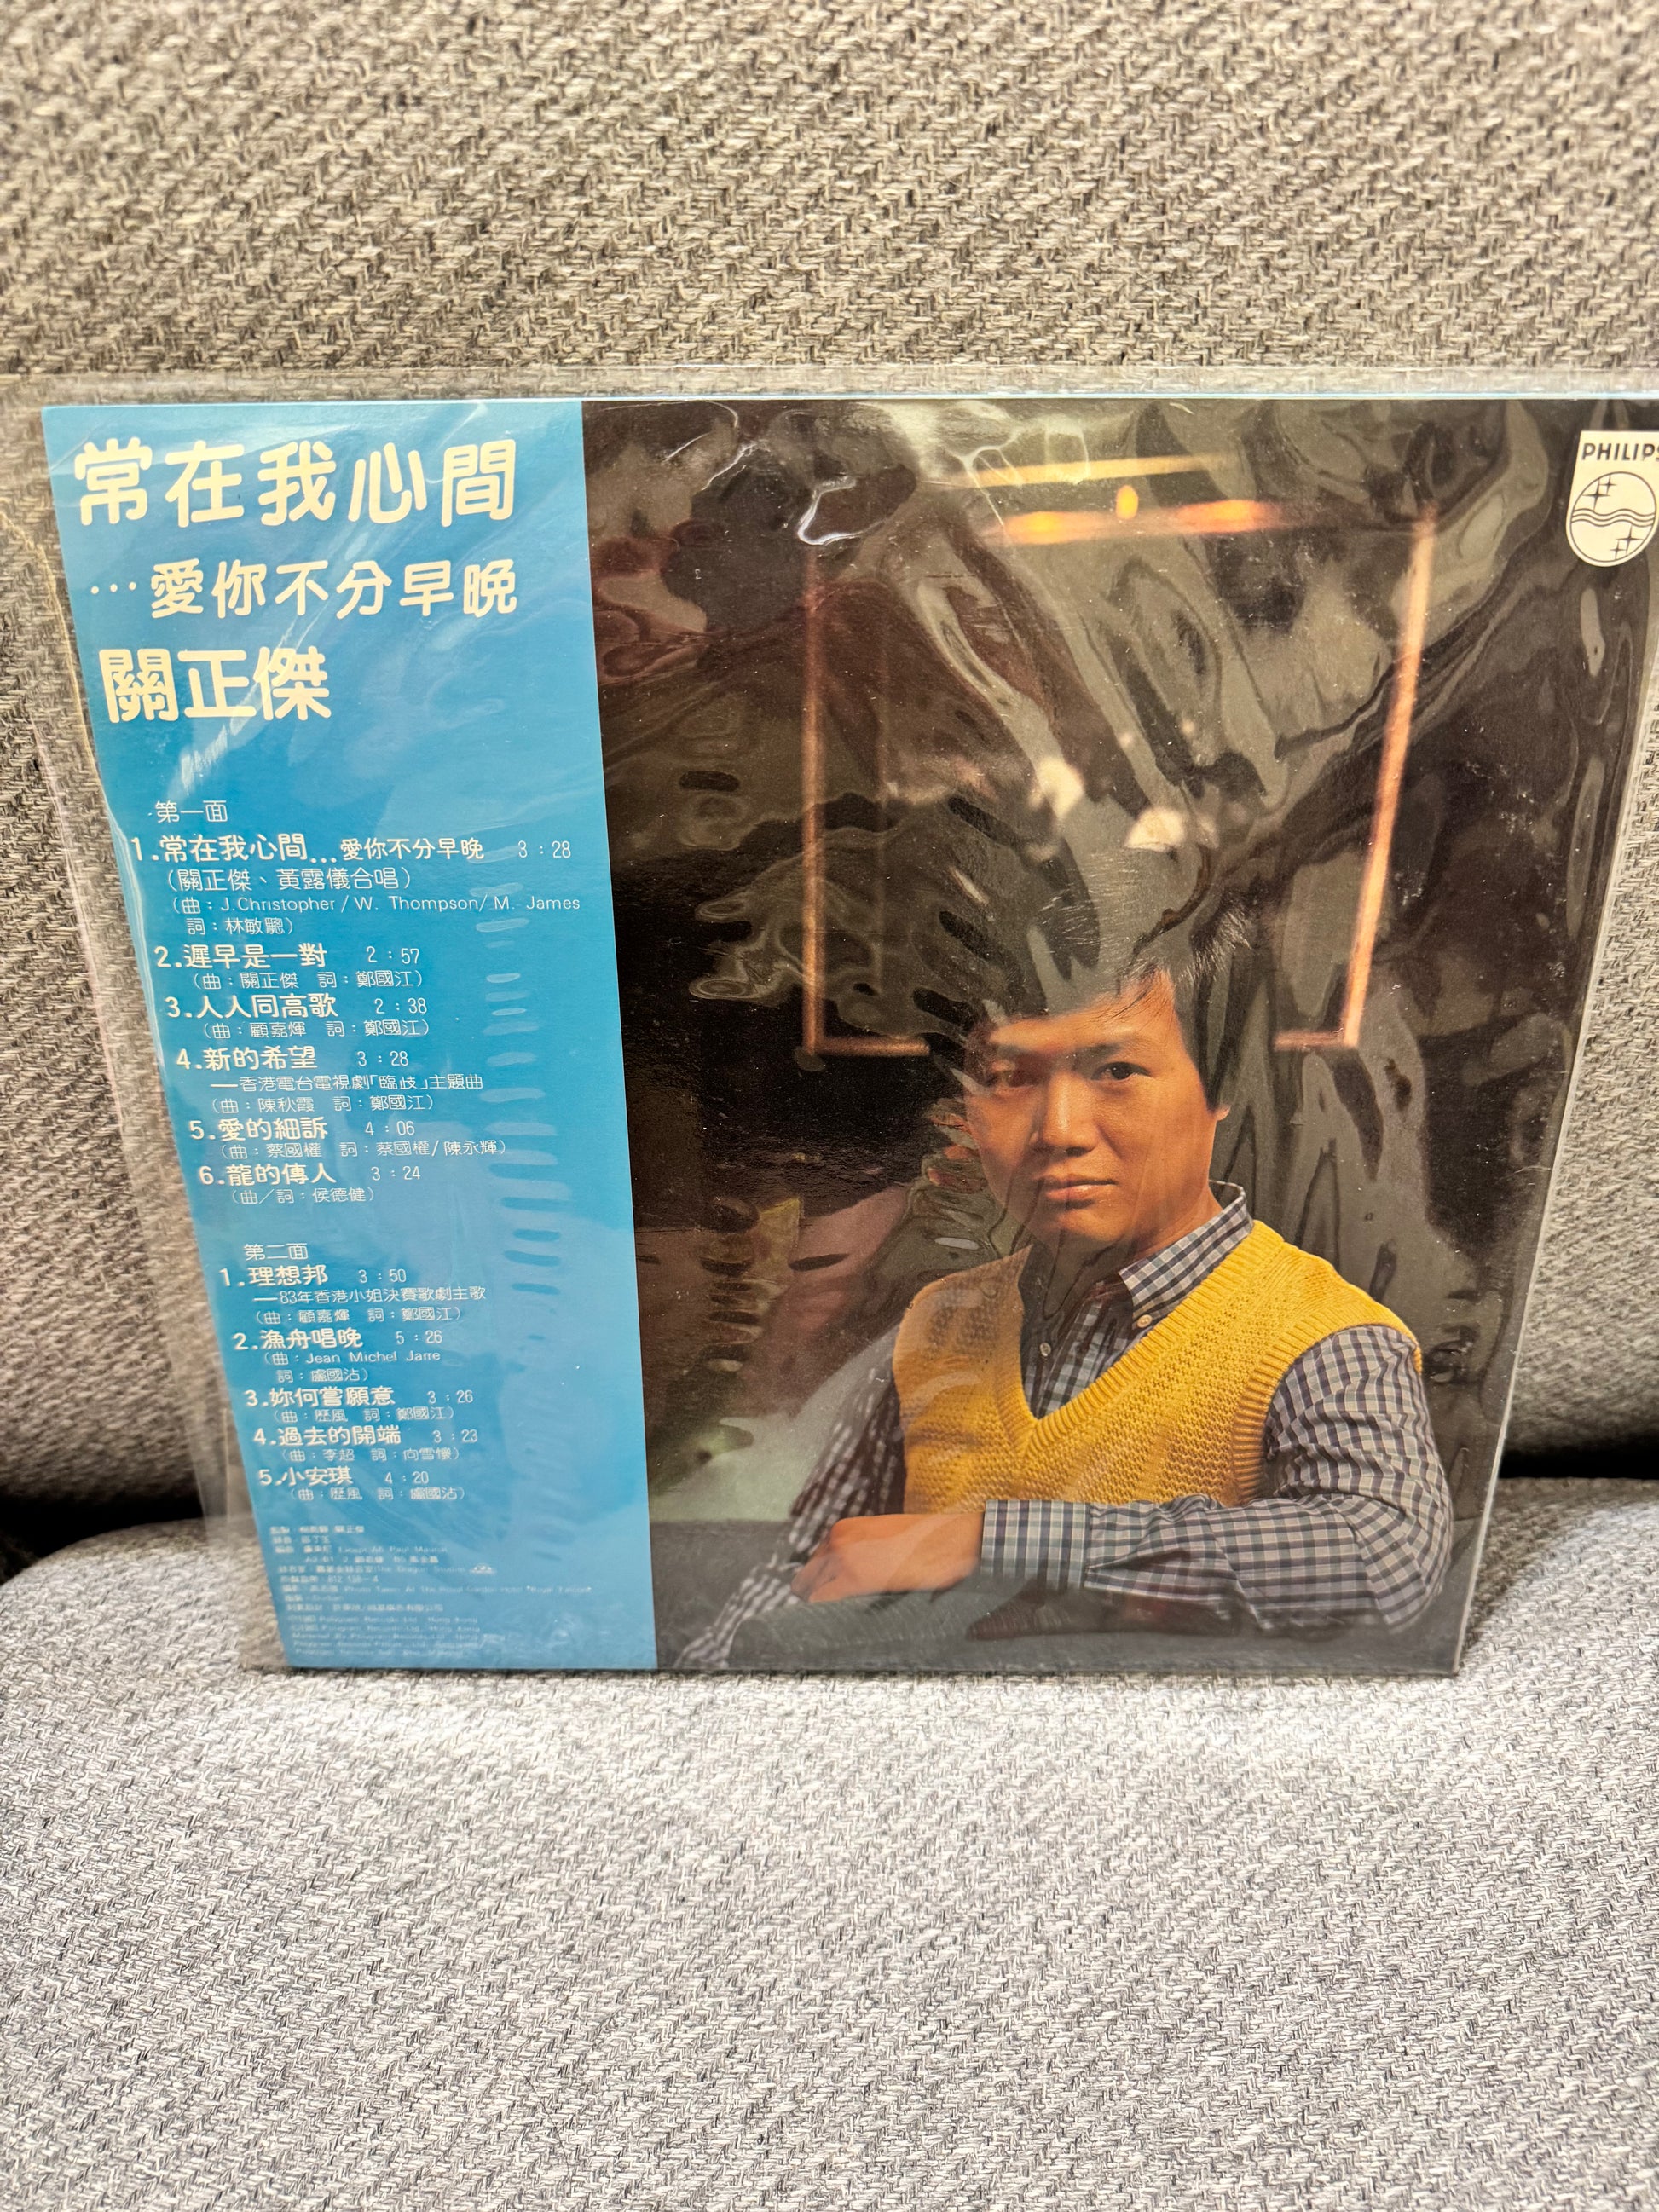 常在我心間
…愛你不分早晚
關正傑
PHILIPS
第一面
1.常在我心間…愛你不分早晚 3:28
(關正傑、黃露儀合唱)
(曲:J.Christopher/W. Thompson/M. James
詞:林敏驄)
2.遲早是一對 2:57
(曲:關正傑 詞:鄭國江)
3.人人同高歌 2:38
(曲:顧嘉煇 詞:鄭國江)
4.新的希望 3:28
—香港電台電視劇「臨歧」主題曲
(曲:陳秋霞 詞:鄭國江)
5.愛的細訴 4:06
(曲:蔡國權 詞:蔡國權/陳永輝)
6.龍的傳人 3:24
(曲/詞:侯德健)
第二面
1.理想邦 3:50
—83年香港小姐決賽歌劇主歌
(曲:顧嘉煇 詞:鄭國江)
2.漁舟唱晚 5:26
(曲:Jean Michel Jarre
詞:盧國沾)
3.妳何嘗願意 3:26
(曲:歷風 詞:鄭國江)
4.過去的開端 3:23
(曲:李超 詞:向雪懷)
5.小安琪 4:20
(曲:歷風 詞:盧國沾)